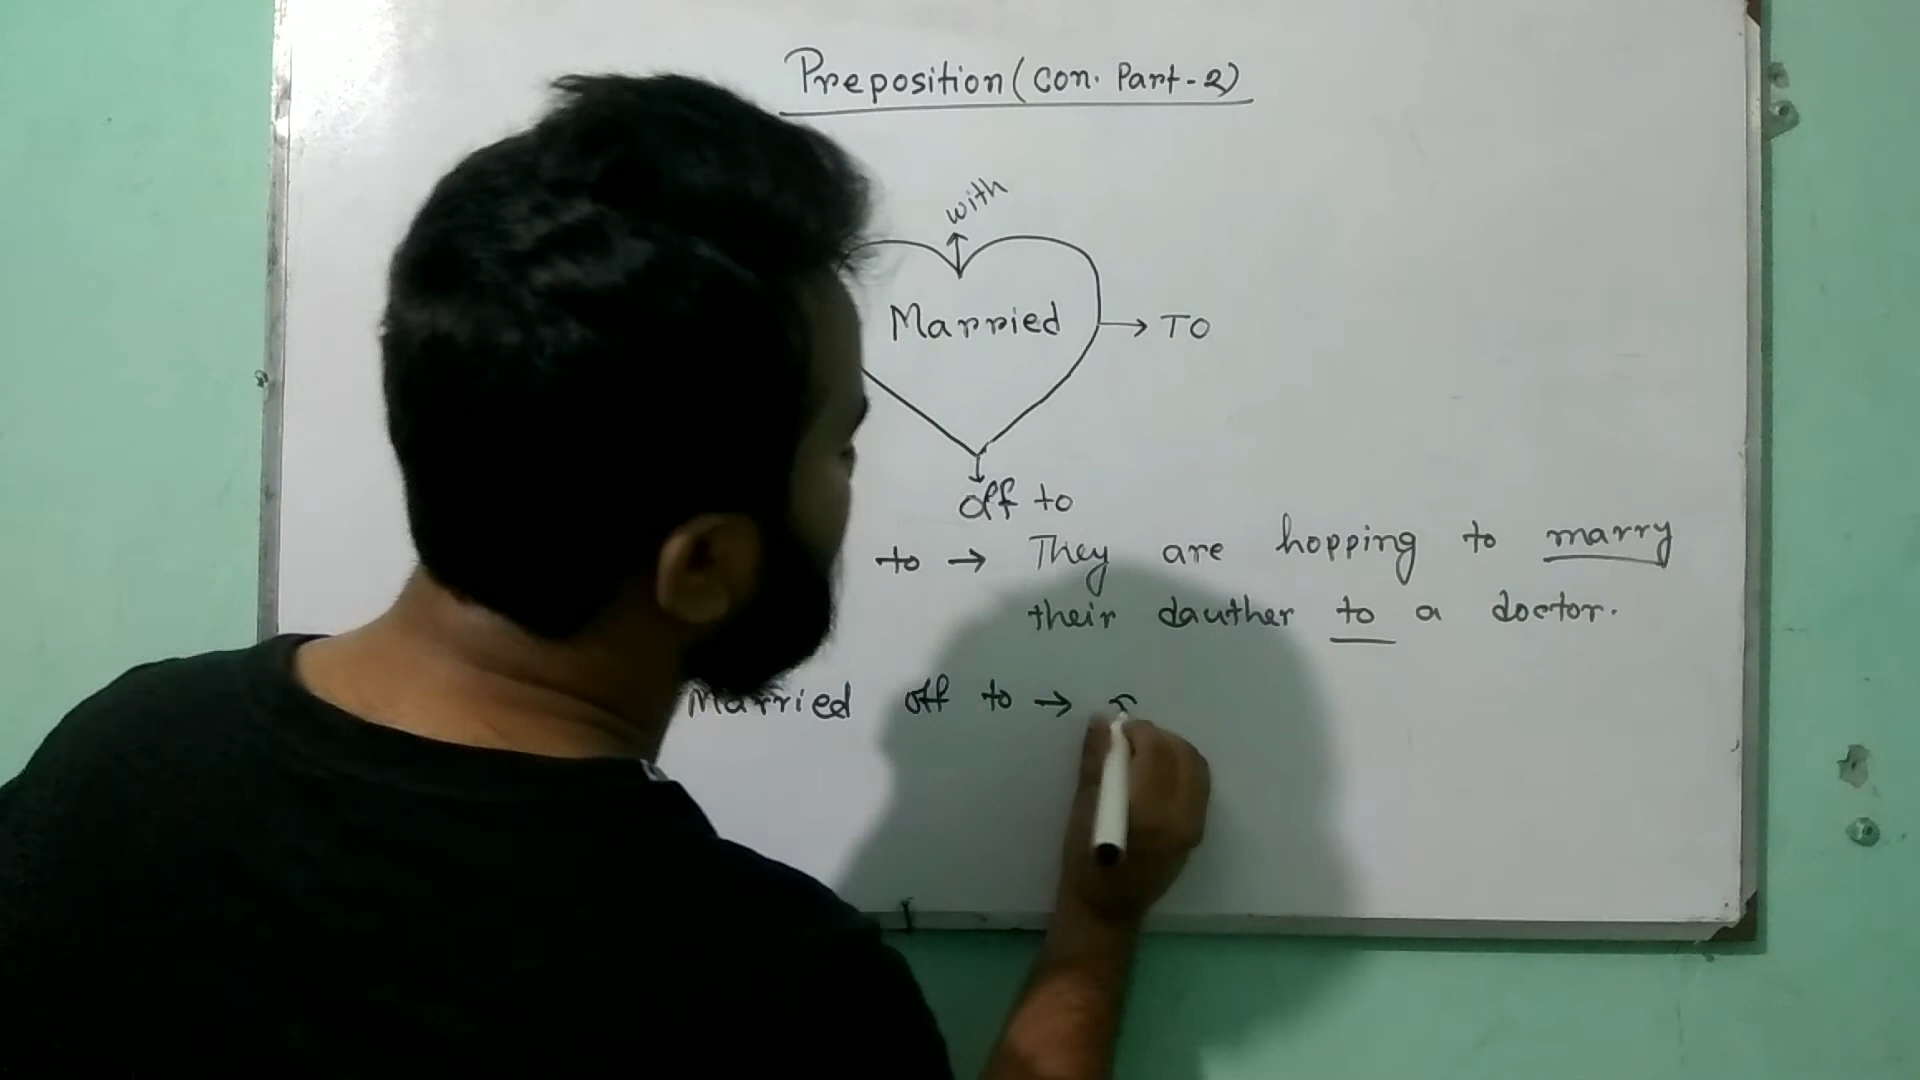 Preposition (con. Part-2)
with
Married
→ TO
off to
to → They are hopping to marry
their dauther to a doctor.
Married off to →